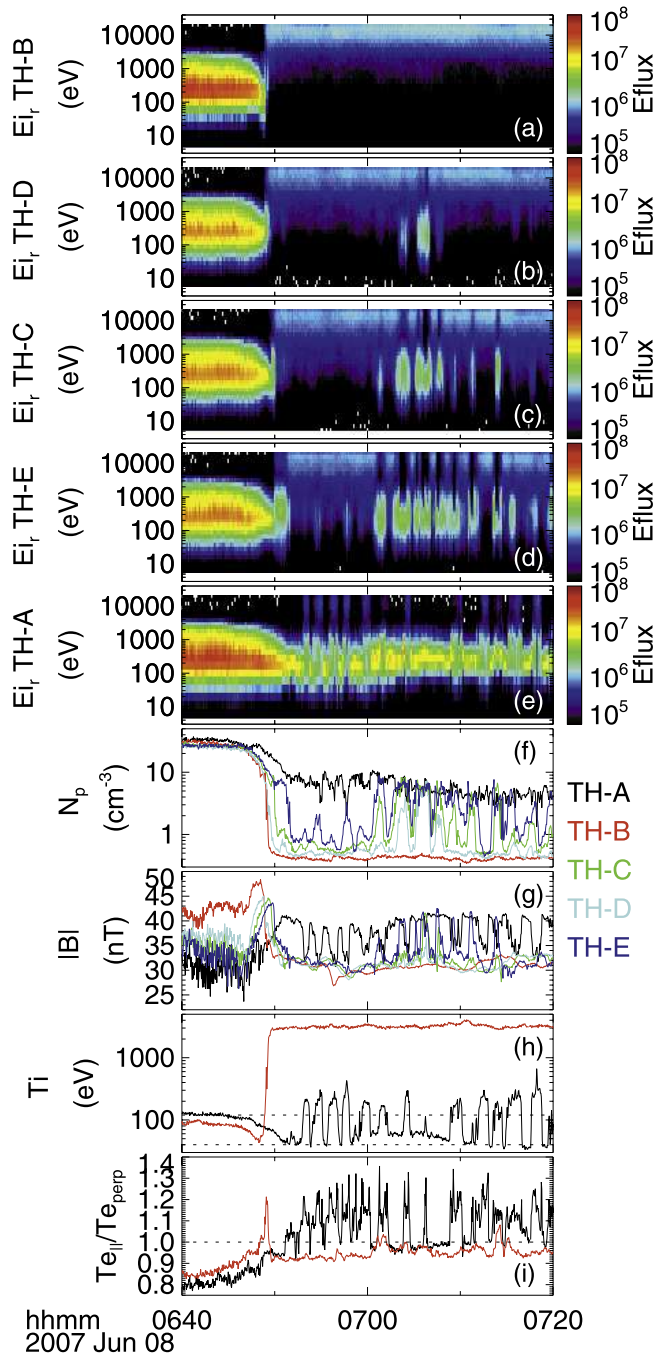 Ei_r TH-B
(eV)
10000
1000
100
10
(a)
10^8
10^7
10^6
10^5
Eflux
Ei_r TH-D
(eV)
10000
1000
100
10
(b)
10^8
10^7
10^6
10^5
Eflux
Ei_r TH-C
(eV)
10000
1000
100
10
(c)
10^8
10^7
10^6
10^5
Eflux
Ei_r TH-E
(eV)
10000
1000
100
10
(d)
10^8
10^7
10^6
10^5
Eflux
Ei_r TH-A
(eV)
10000
1000
100
10
(e)
10^8
10^7
10^6
10^5
Eflux
N_p
(cm^-3)
10
1
(f)
TH-A
TH-B
TH-C
TH-D
TH-E
|B|
(nT)
50
45
40
35
30
25
(g)
Ti
(eV)
1000
100
(h)
Te_||/Te_perp
1.4
1.3
1.2
1.1
1.0
0.9
0.8
(i)
hhmm
0640
0700
0720
2007 Jun 08